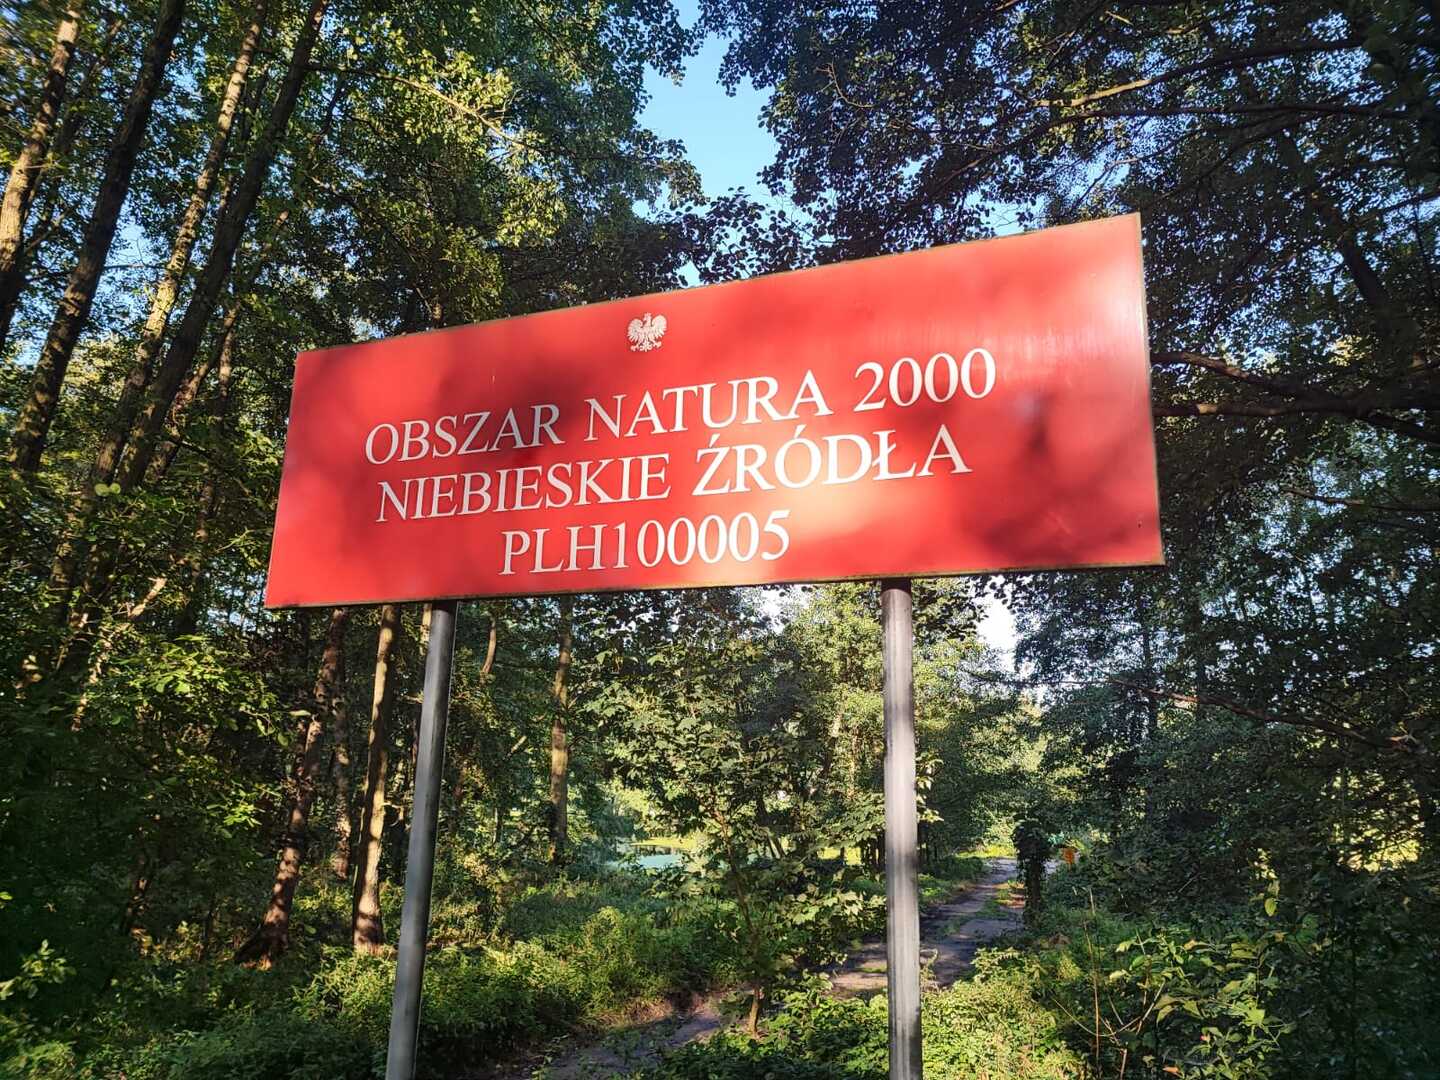 OBSZAR NATURA 2000
NIEBIESKIE ŹRÓDŁA
PLH100005